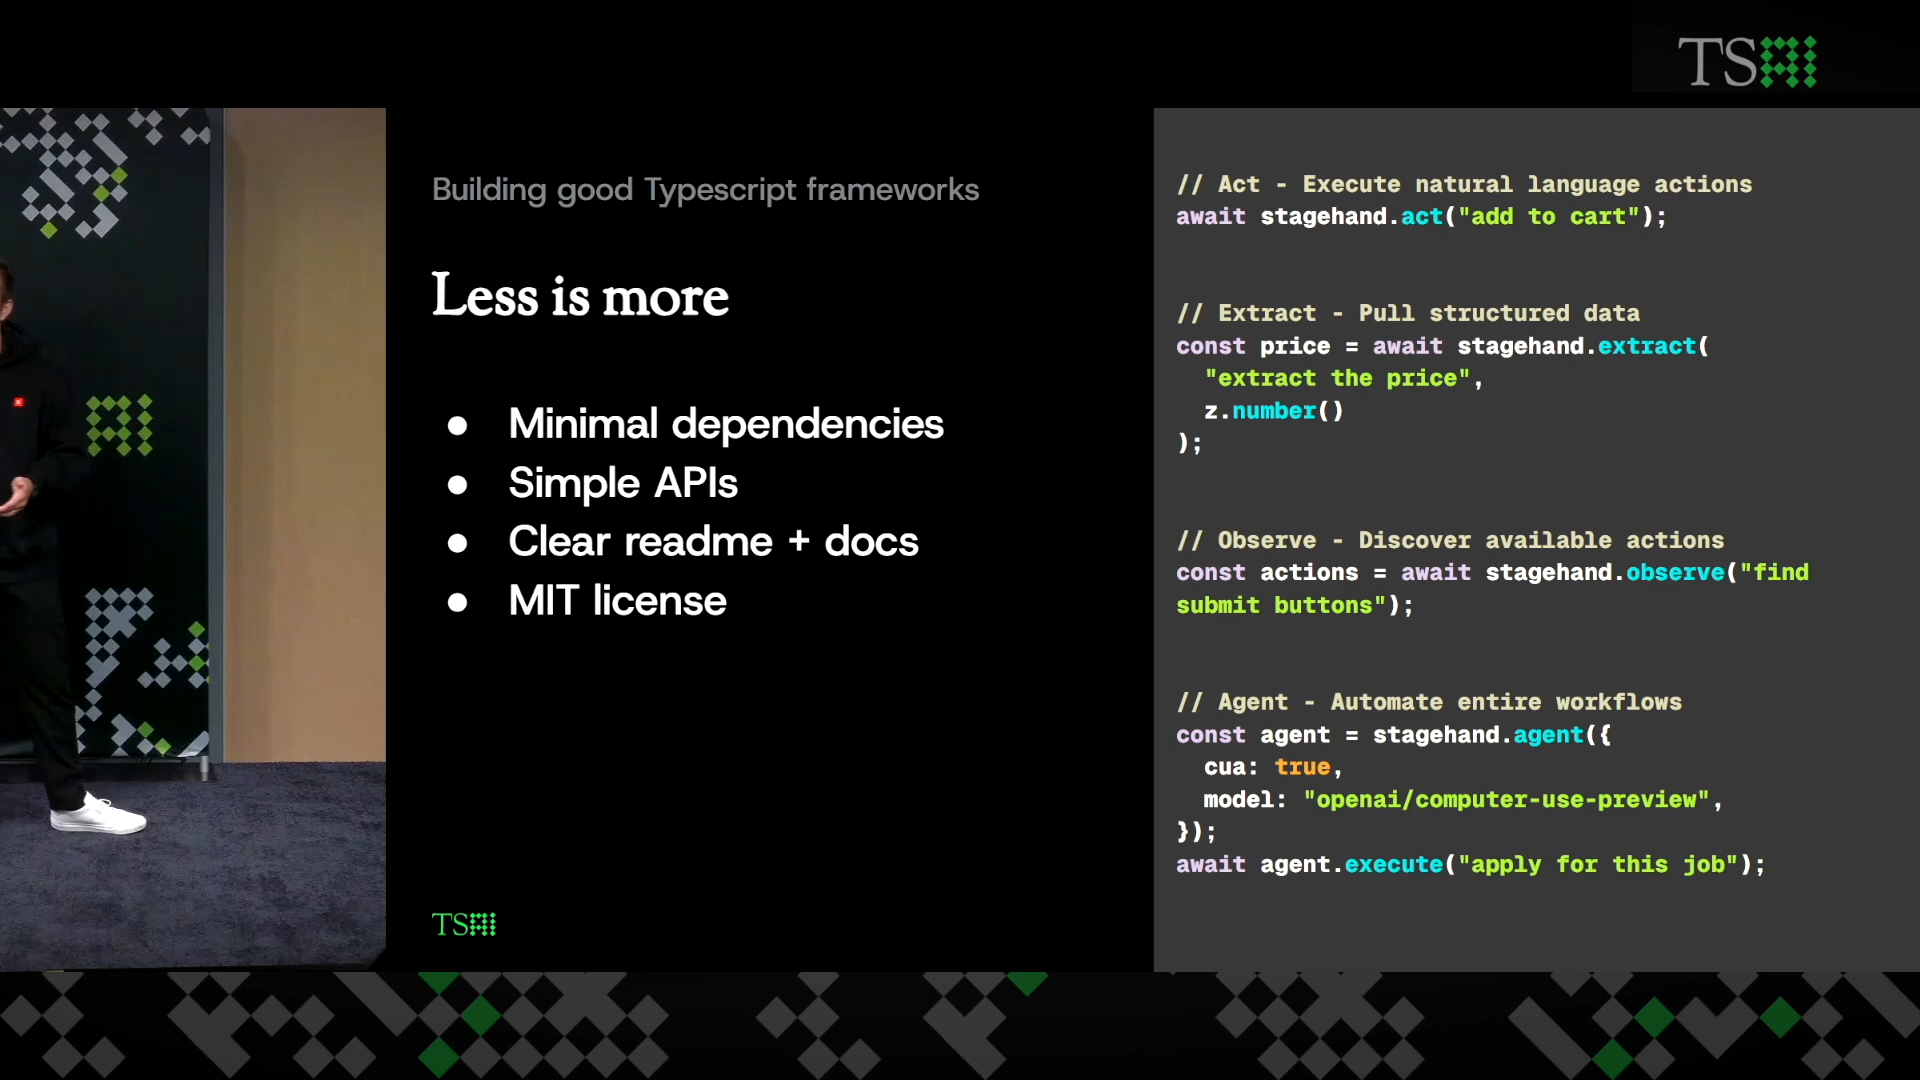 TSAI
Building good Typescript frameworks
Less is more
● Minimal dependencies
● Simple APIs
● Clear readme + docs
● MIT license
TSAI
// Act - Execute natural language actions
await stagehand.act("add to cart");
// Extract - Pull structured data
const price = await stagehand.extract(
"extract the price",
z.number()
);
// Observe - Discover available actions
const actions = await stagehand.observe("find
submit buttons");
// Agent - Automate entire workflows
const agent = stagehand.agent({
cua: true,
model: "openai/computer-use-preview",
});
await agent.execute("apply for this job");
AI